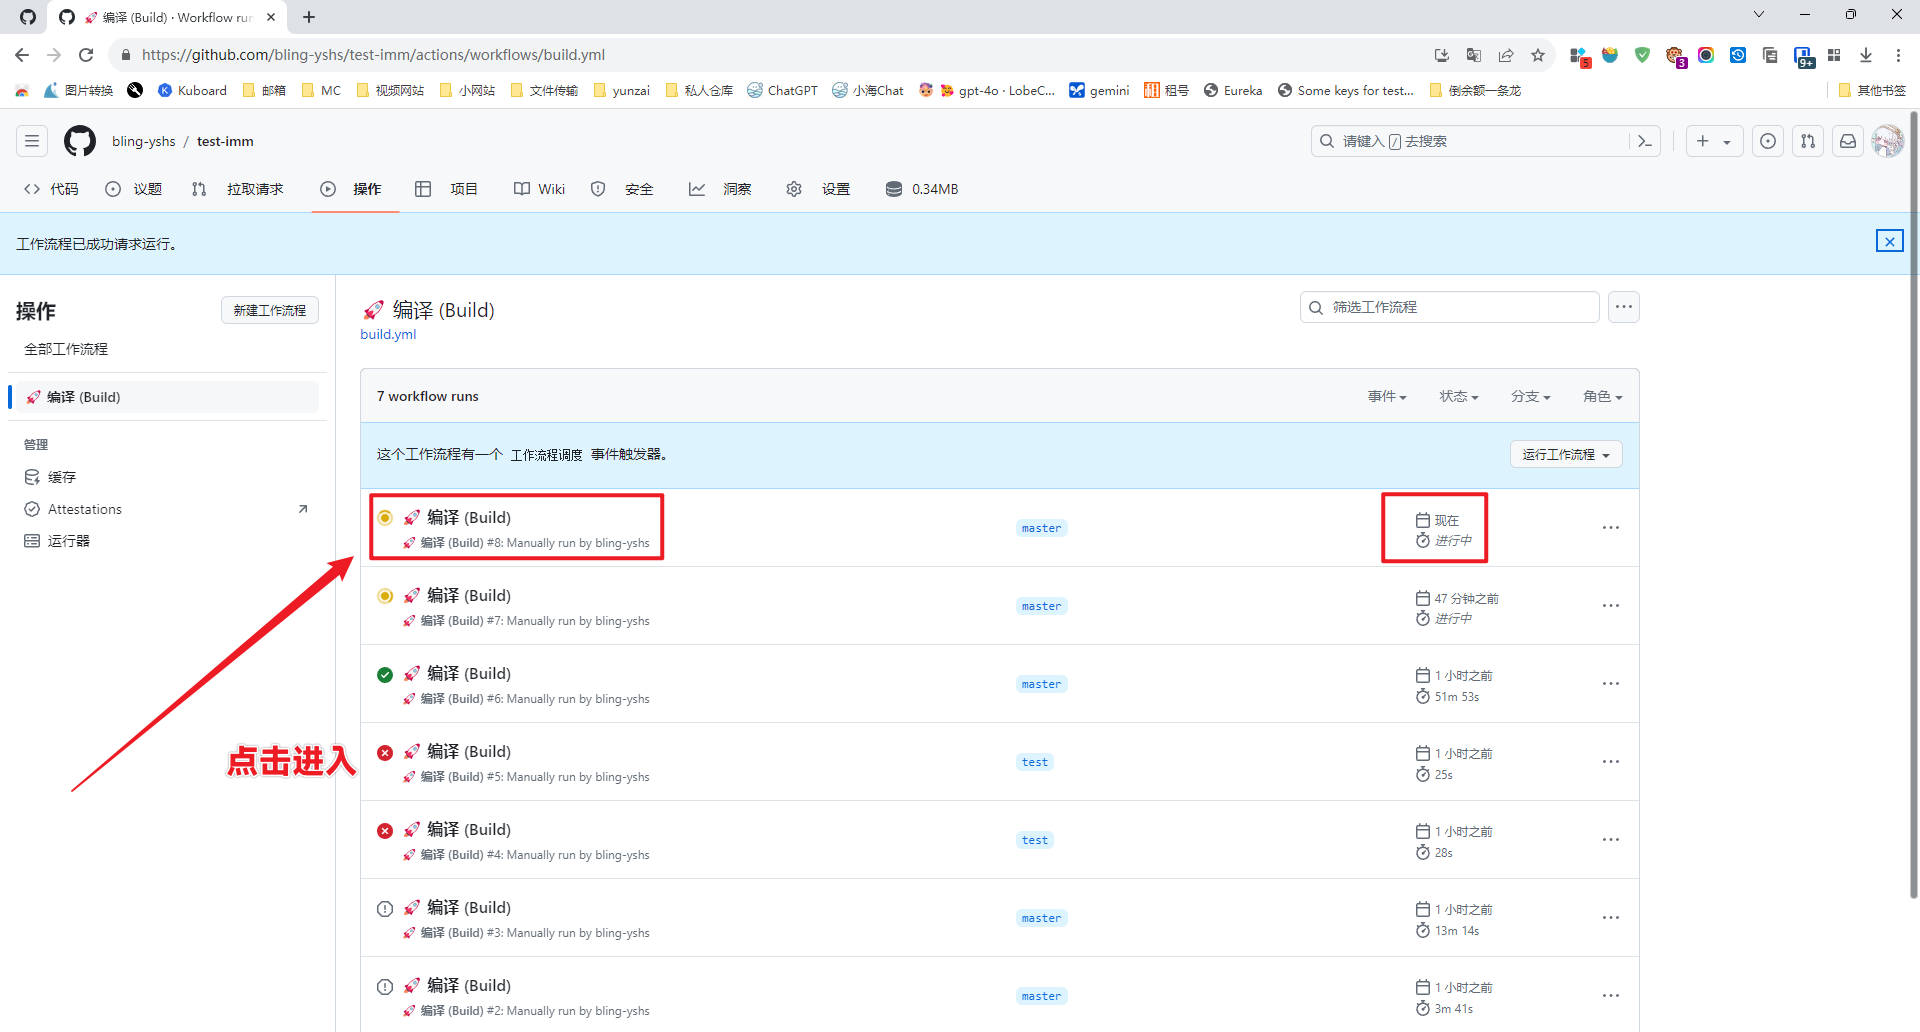 编译 (Build) · Workflow run
https://github.com/bling-yshs/test-imm/actions/workflows/build.yml
5
3
9+
图片转换
Kuboard
邮箱
MC
视频网站
小网站
文件传输
yunzai
私人仓库
ChatGPT
小海Chat
gpt-4o · LobeC...
gemini
租号
Eureka
Some keys for test...
倒余额一条龙
其他书签
bling-yshs / test-imm
请键入 / 去搜索
代码
议题
拉取请求
操作
项目
Wiki
安全
洞察
设置
0.34MB
工作流程已成功请求运行。
操作
新建工作流程
全部工作流程
编译 (Build)
管理
缓存
Attestations
运行器
编译 (Build)
build.yml
筛选工作流程
7 workflow runs
事件
状态
分支
角色
这个工作流程有一个 工作流程调度 事件触发器。
运行工作流程
编译 (Build)
编译 (Build) #8: Manually run by bling-yshs
master
现在
进行中
编译 (Build)
编译 (Build) #7: Manually run by bling-yshs
master
47 分钟之前
进行中
编译 (Build)
编译 (Build) #6: Manually run by bling-yshs
master
1 小时之前
51m 53s
点击进入
编译 (Build)
编译 (Build) #5: Manually run by bling-yshs
test
1 小时之前
25s
编译 (Build)
编译 (Build) #4: Manually run by bling-yshs
test
1 小时之前
28s
编译 (Build)
编译 (Build) #3: Manually run by bling-yshs
master
1 小时之前
13m 14s
编译 (Build)
编译 (Build) #2: Manually run by bling-yshs
master
1 小时之前
3m 41s